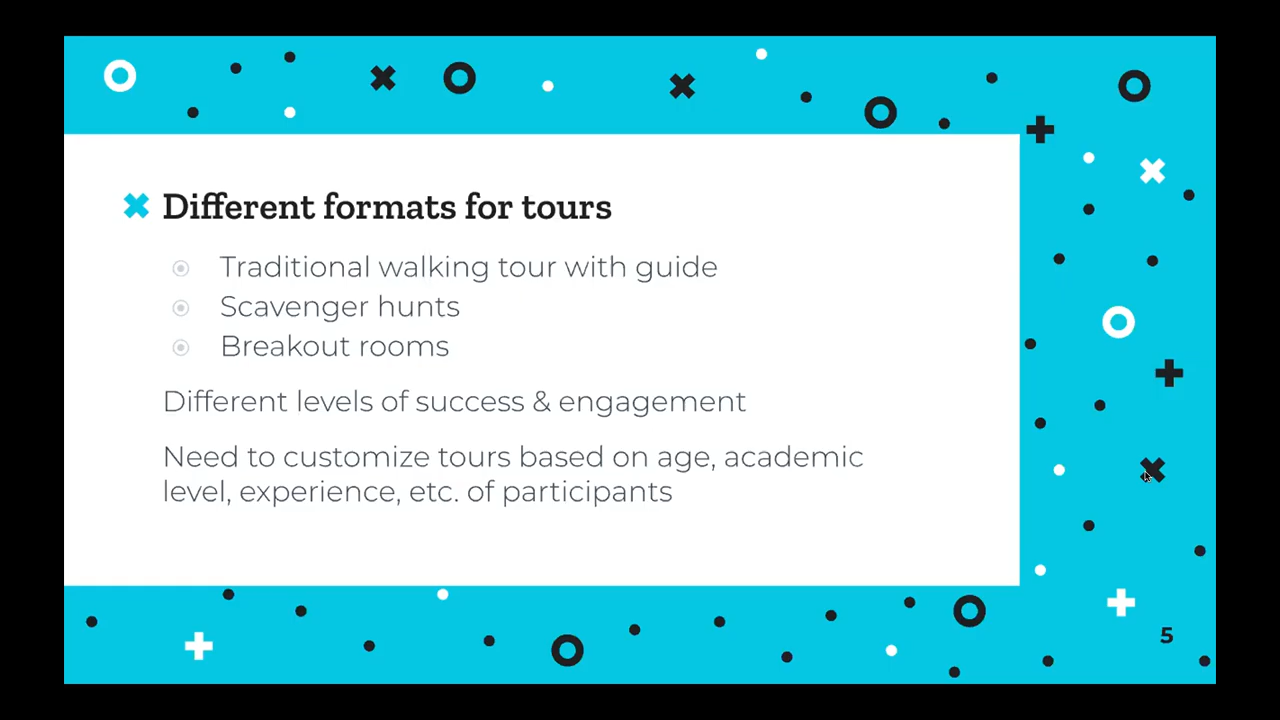 Different formats for tours
Traditional walking tour with guide
Scavenger hunts
Breakout rooms
Different levels of success & engagement
Need to customize tours based on age, academic
level, experience, etc. of participants
5